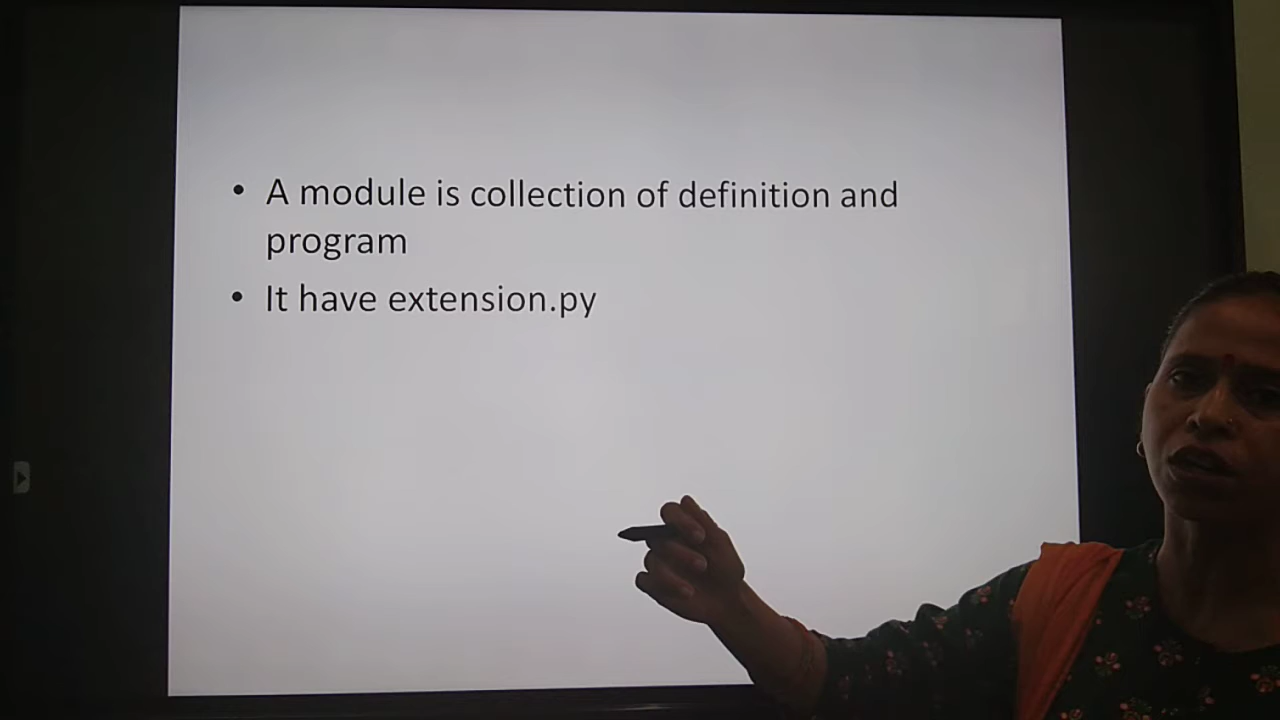 • A module is collection of definition and
program
• It have extension.py